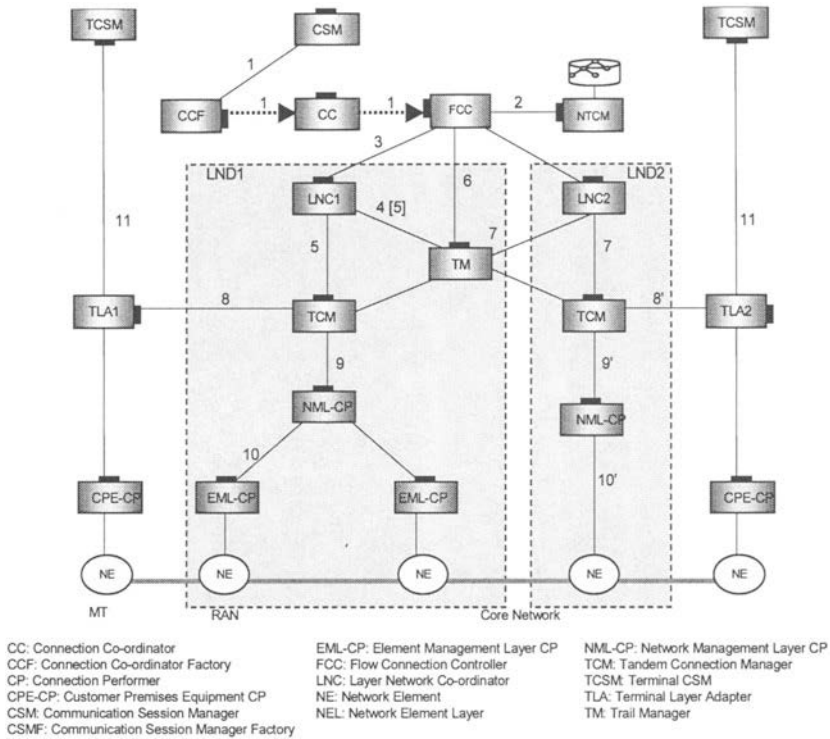 TCSM
CSM
TCSM
1
CCF
1
CC
1
FCC
2
NTCM
3
LND1
LND2
6
LNC1
4 [5]
LNC2
11
11
5
7
7
TM
TLA1
8
TCM
TCM
8'
TLA2
9
9'
NML-CP
NML-CP
10
10'
CPE-CP
EML-CP
EML-CP
CPE-CP
NE
NE
NE
NE
NE
MT
RAN
Core Network
CC: Connection Co-ordinator
CCF: Connection Co-ordinator Factory
CP: Connection Performer
CPE-CP: Customer Premises Equipment CP
CSM: Communication Session Manager
CSMF: Communication Session Manager Factory
EML-CP: Element Management Layer CP
FCC: Flow Connection Controller
LNC: Layer Network Co-ordinator
NE: Network Element
NEL: Network Element Layer
NML-CP: Network Management Layer CP
TCM: Tandem Connection Manager
TCSM: Terminal CSM
TLA: Terminal Layer Adapter
TM: Trail Manager